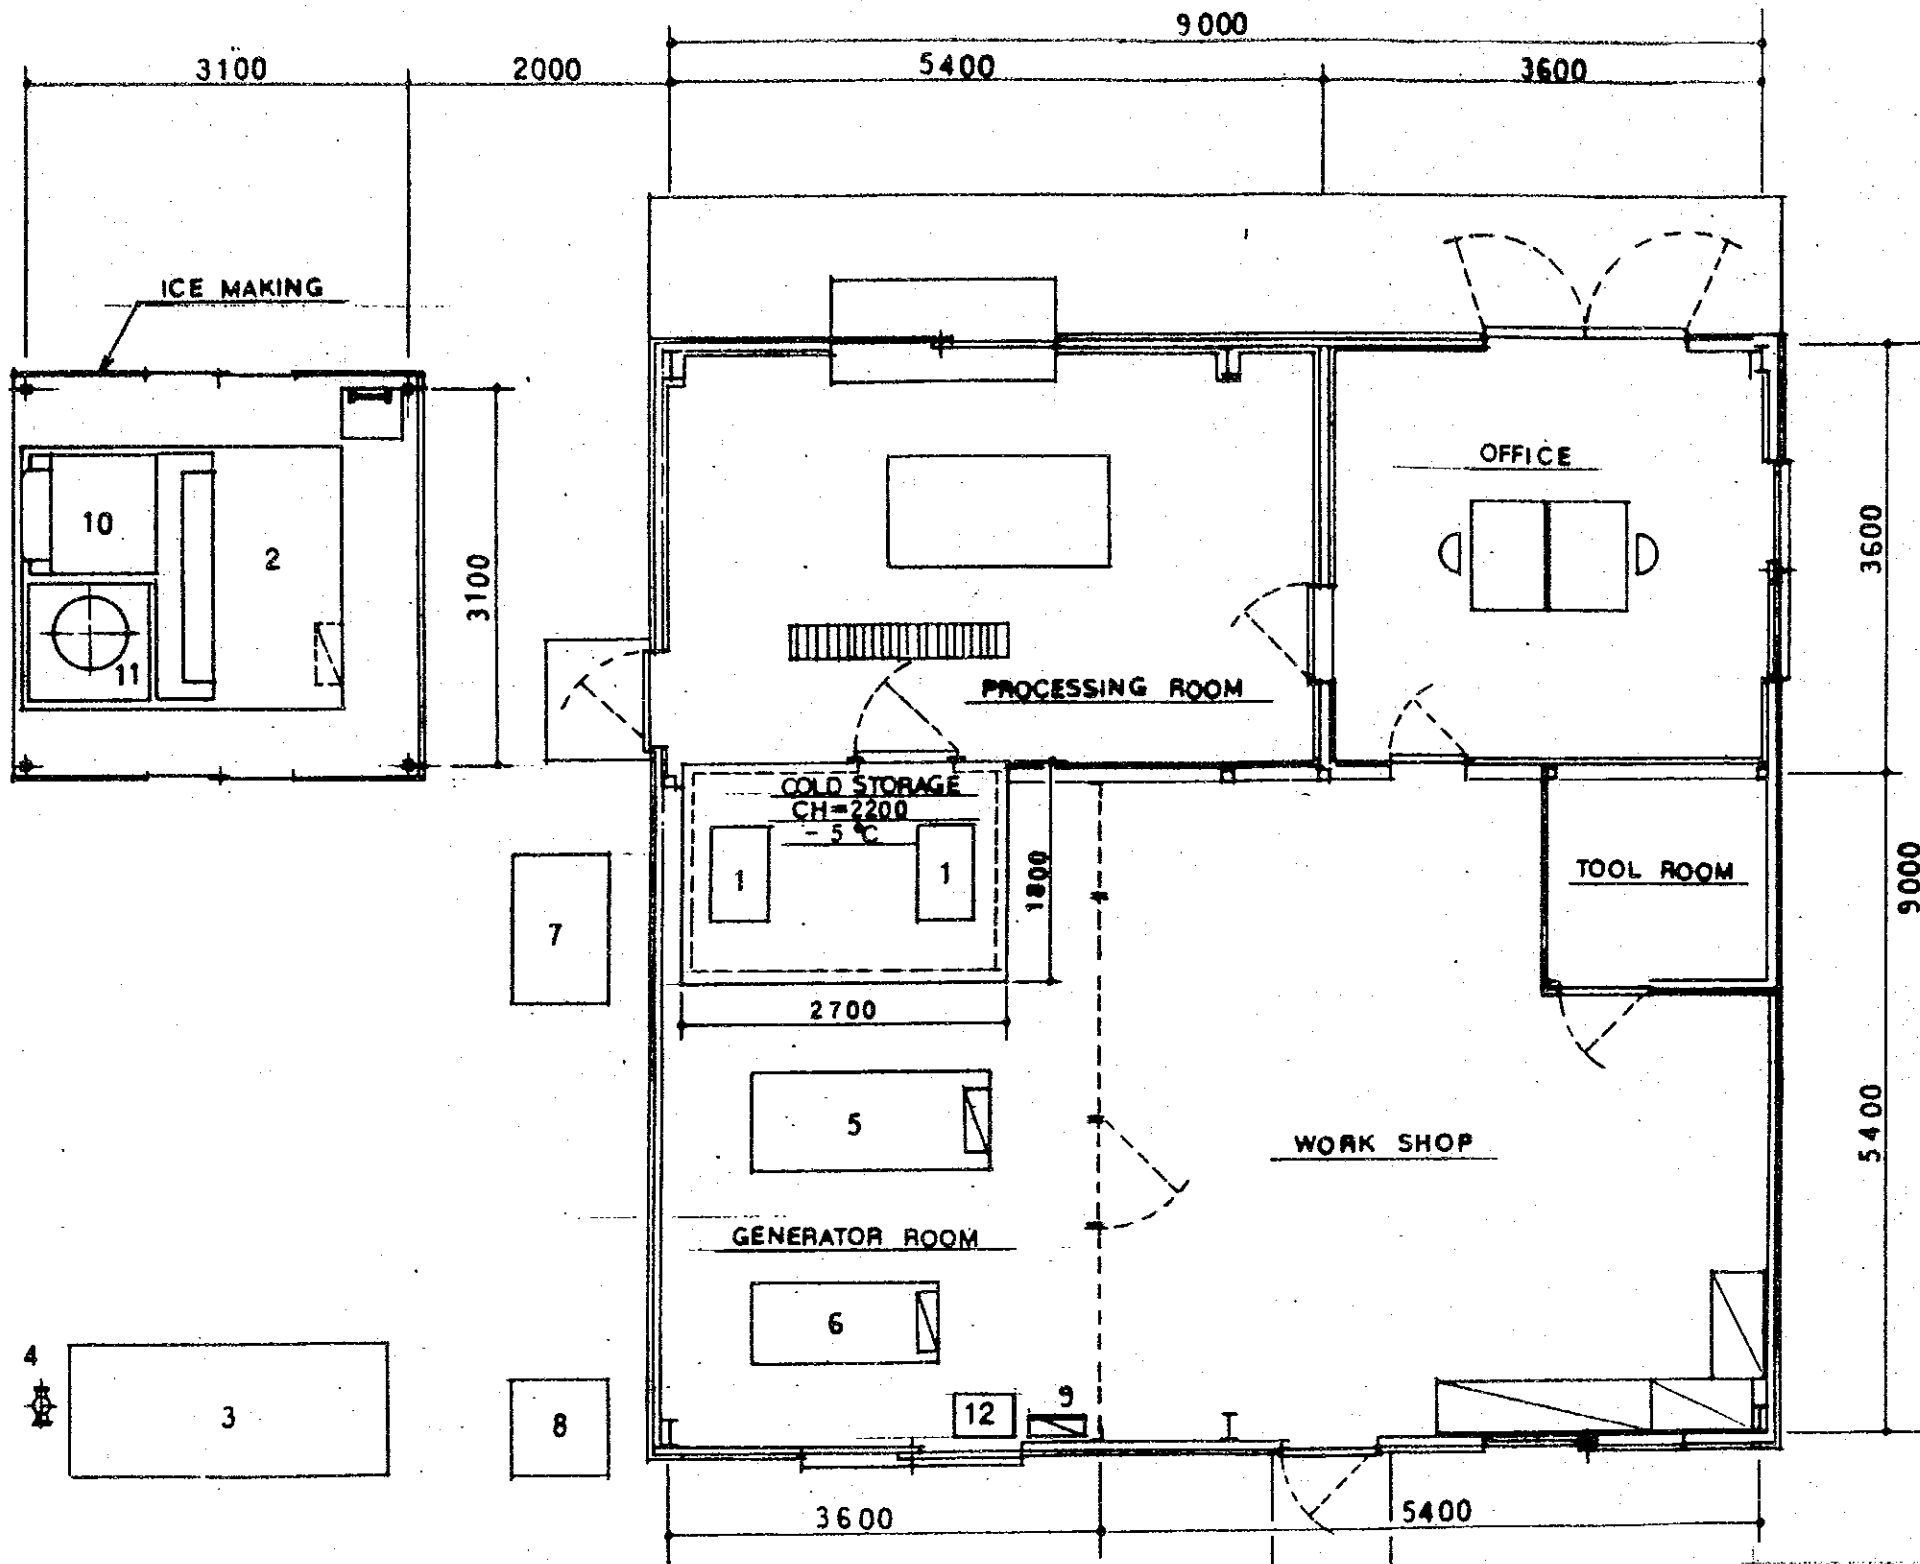 9000
3100
2000
5400
3600
ICE MAKING
OFFICE
10
2
3100
3600
11
PROCESSING ROOM
COLD STORAGE
CH=2200
- 5 °C
1
1
1800
TOOL ROOM
9000
7
2700
5
5400
WORK SHOP
GENERATOR ROOM
6
4
3
8
12
9
3600
5400